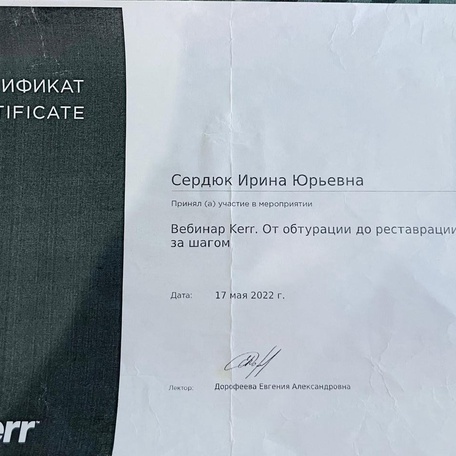 ИФИКАТ
TIFICATE
Сердюк Ирина Юрьевна
Принял (а) участие в мероприятии
Вебинар Kerr. От обтурации до реставрации
за шагом
Дата: 17 мая 2022 г.
Лектор: Дорофеева Евгения Александровна
err